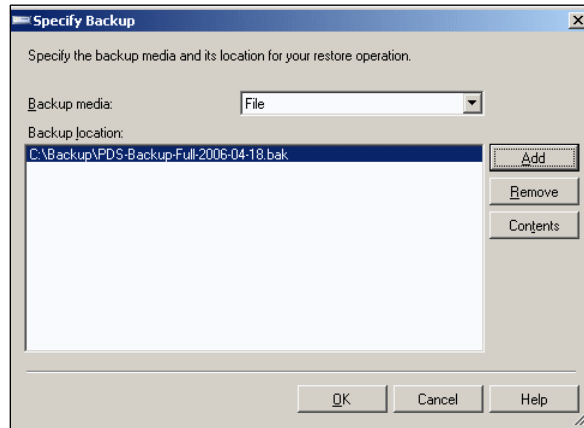 Specify Backup
Specify the backup media and its location for your restore operation.
Backup media: File
Backup location:
C:\Backup\PDS-Backup-Full-2006-04-18.bak
Add
Remove
Contents
OK Cancel Help